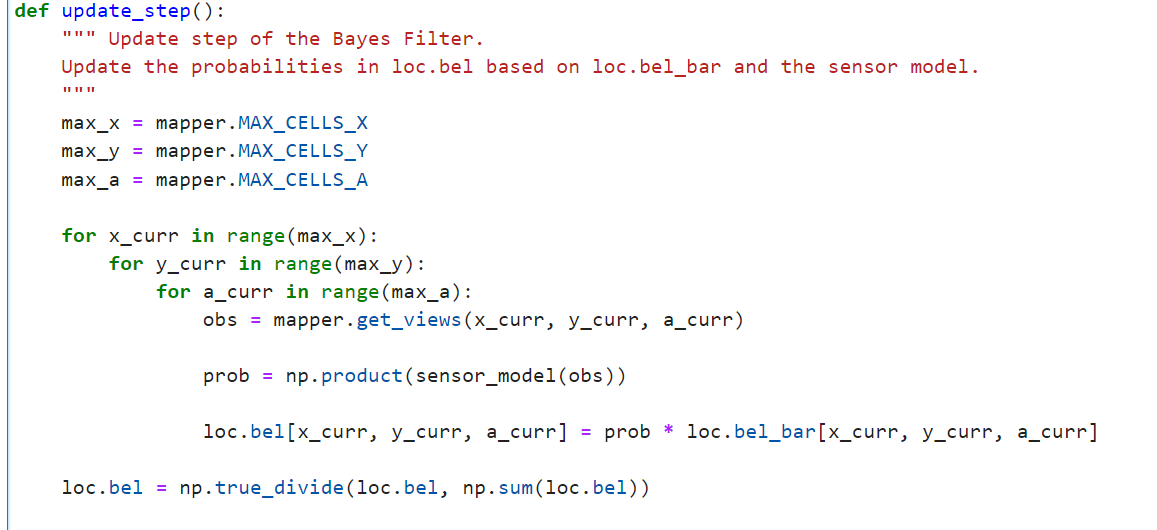 def update_step():
    """ Update step of the Bayes Filter.
    Update the probabilities in loc.bel based on loc.bel_bar and the sensor model.
    """
    max_x = mapper.MAX_CELLS_X
    max_y = mapper.MAX_CELLS_Y
    max_a = mapper.MAX_CELLS_A

    for x_curr in range(max_x):
        for y_curr in range(max_y):
            for a_curr in range(max_a):
                obs = mapper.get_views(x_curr, y_curr, a_curr)

                prob = np.product(sensor_model(obs))

                loc.bel[x_curr, y_curr, a_curr] = prob * loc.bel_bar[x_curr, y_curr, a_curr]

    loc.bel = np.true_divide(loc.bel, np.sum(loc.bel))